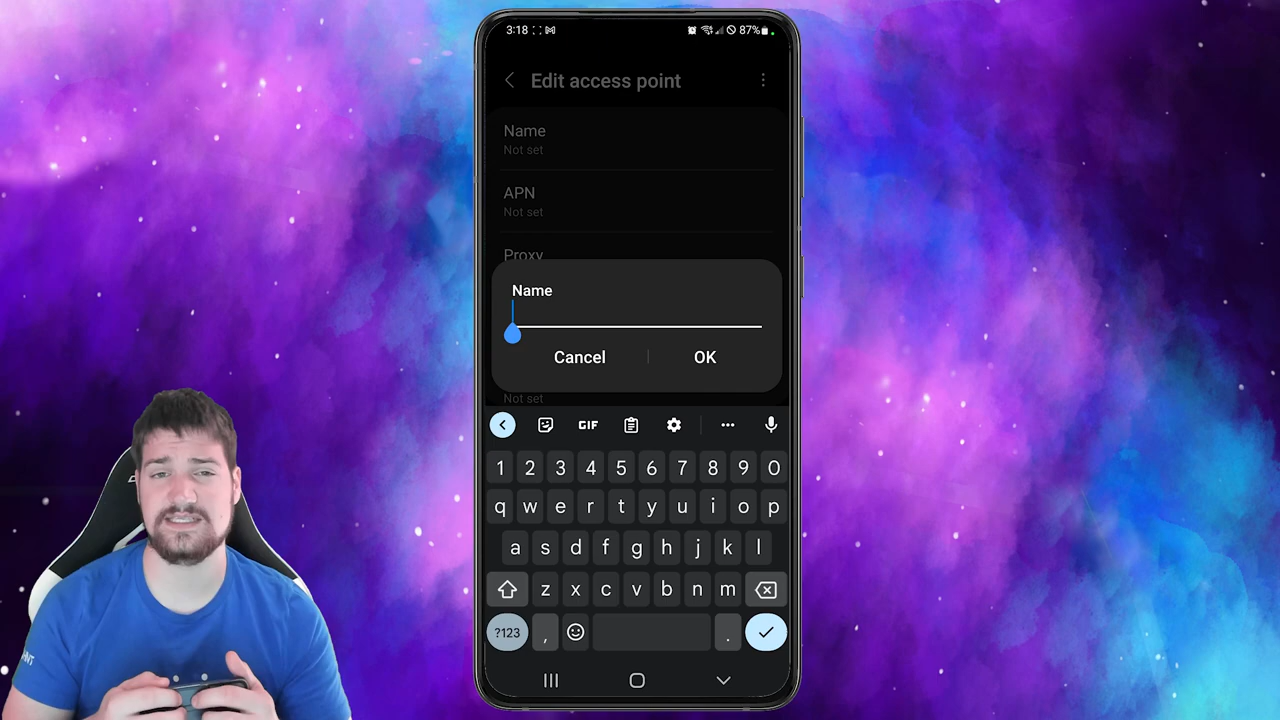 3:18
87%
Edit access point
Name
Not set
APN
Not set
Proxy
Name
Cancel
OK
Not set
GIF
1 2 3 4 5 6 7 8 9 0
q w e r t y u i o p
a s d f g h j k l
z x c v b n m
?123 , .